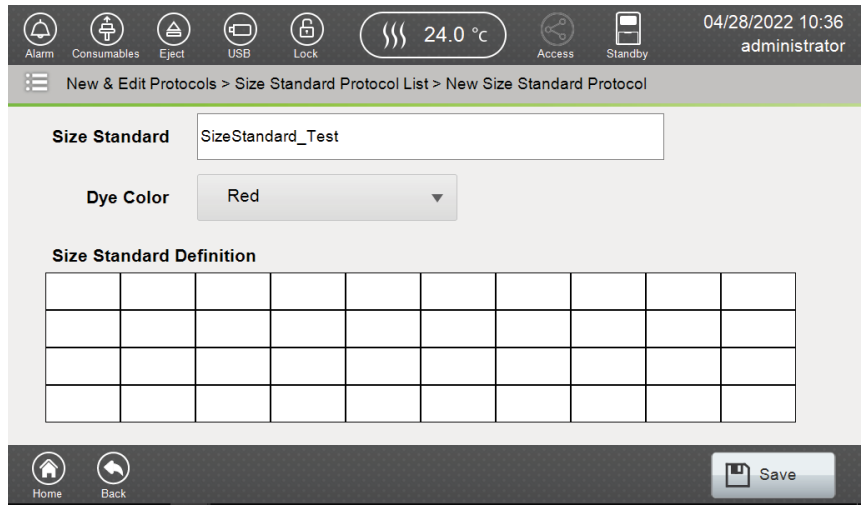 Alarm Consumables Eject USB Lock 24.0 °c Access Standby
04/28/2022 10:36
administrator
New & Edit Protocols > Size Standard Protocol List > New Size Standard Protocol
Size Standard SizeStandard_Test
Dye Color Red
Size Standard Definition
Home Back Save